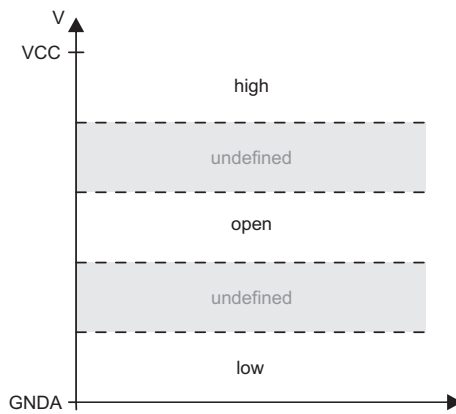 V
VCC
high
undefined
open
undefined
low
GNDA